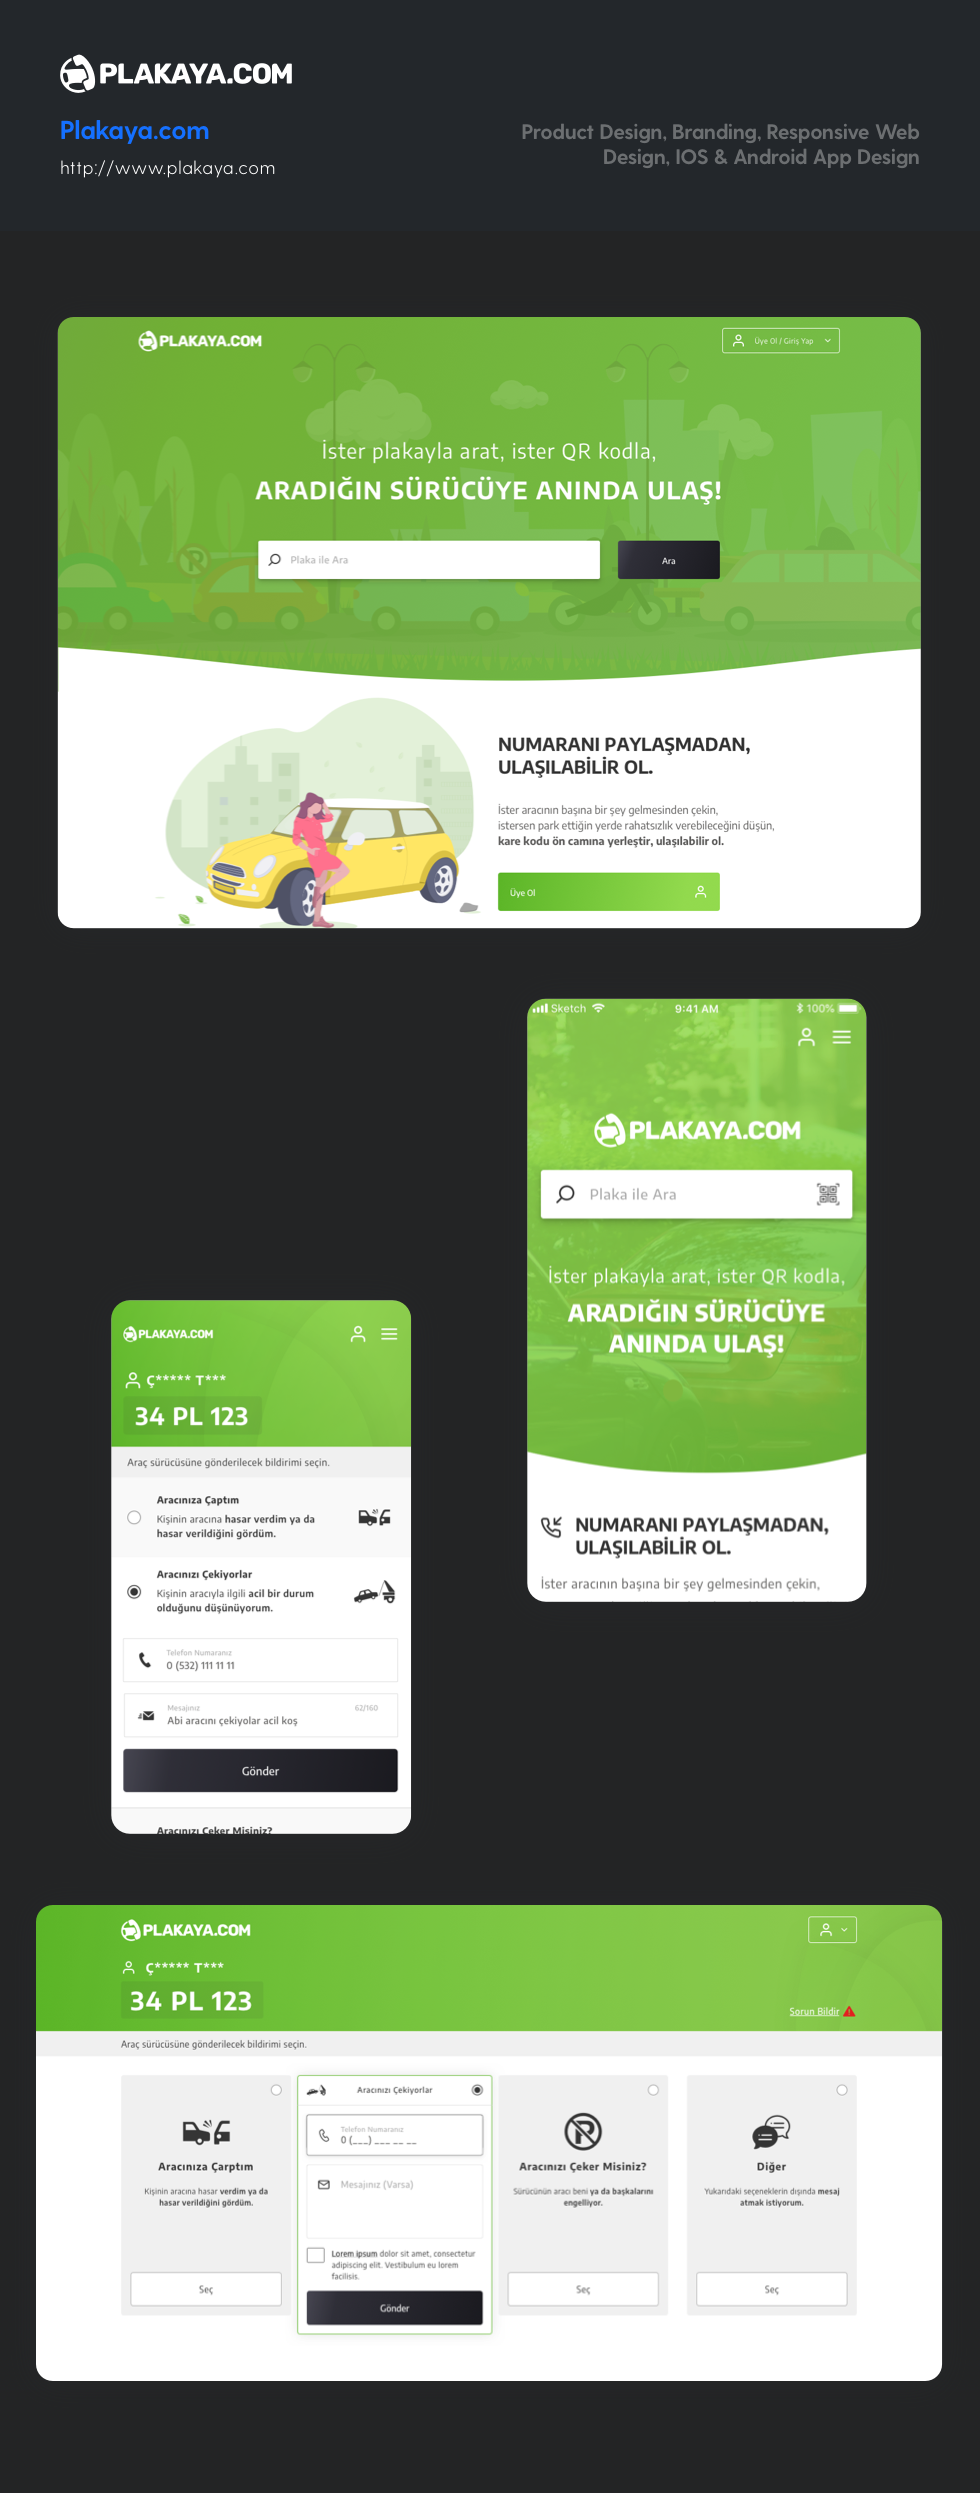 PLAKAYA.COM
Plakaya.com
http://www.plakaya.com
Product Design, Branding, Responsive Web
Design, IOS & Android App Design
PLAKAYA.COM
Üye Ol / Giriş Yap
İster plakayla arat, ister QR kodla,
ARADIĞIN SÜRÜCÜYE ANINDA ULAŞ!
Plaka ile Ara
Ara
NUMARANI PAYLAŞMADAN,
ULAŞILABİLİR OL.
İster aracının başına bir şey gelmesinden çekin,
istersen park ettiğin yerde rahatsızlık verebileceğini düşün,
kare kodu ön camına yerleştir, ulaşılabilir ol.
Üye Ol
Sketch 9:41 AM 100%
PLAKAYA.COM
Plaka ile Ara
İster plakayla arat, ister QR kodla,
ARADIĞIN SÜRÜCÜYE
ANINDA ULAŞ!
NUMARANI PAYLAŞMADAN,
ULAŞILABİLİR OL.
İster aracının başına bir şey gelmesinden çekin,
PLAKAYA.COM
Ç***** T***
34 PL 123
Araç sürücüsüne gönderilecek bildirimi seçin.
Aracınıza Çaptım
Kişinin aracına hasar verdim ya da
hasar verildiğini gördüm.
Aracınızı Çekiyorlar
Kişinin aracıyla ilgili acil bir durum
olduğunu düşünüyorum.
Telefon Numaranız
0 (532) 111 11 11
Mesajınız 62/160
Abi aracını çekiyolar acil koş
Gönder
Aracınızı Çeker Misiniz?
PLAKAYA.COM
Ç***** T***
34 PL 123
Sorun Bildir
Araç sürücüsüne gönderilecek bildirimi seçin.
Aracınıza Çarptım
Kişinin aracına hasar verdim ya da
hasar verildiğini gördüm.
Seç
Aracınızı Çekiyorlar
Telefon Numaranız
0 (___) ___ __ __
Mesajınız (Varsa)
Lorem ipsum dolor sit amet, consectetur
adipiscing elit. Vestibulum eu lorem
facilisis.
Gönder
Aracınızı Çeker Misiniz?
Sürücünün aracı beni ya da başkalarını
engelliyor.
Seç
Diğer
Yukarıdaki seçeneklerin dışında mesaj
atmak istiyorum.
Seç